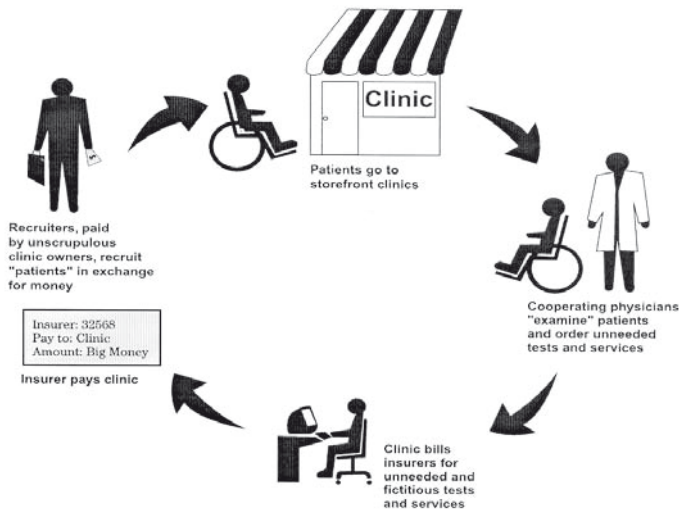 Clinic
Patients go to
storefront clinics
Recruiters, paid
by unscrupulous
clinic owners, recruit
"patients" in exchange
for money
Cooperating physicians
"examine" patients
and order unneeded
tests and services
Clinic bills
insurers for
unneeded and
fictitious tests
and services
Insurer: 32568
Pay to: Clinic
Amount: Big Money
Insurer pays clinic